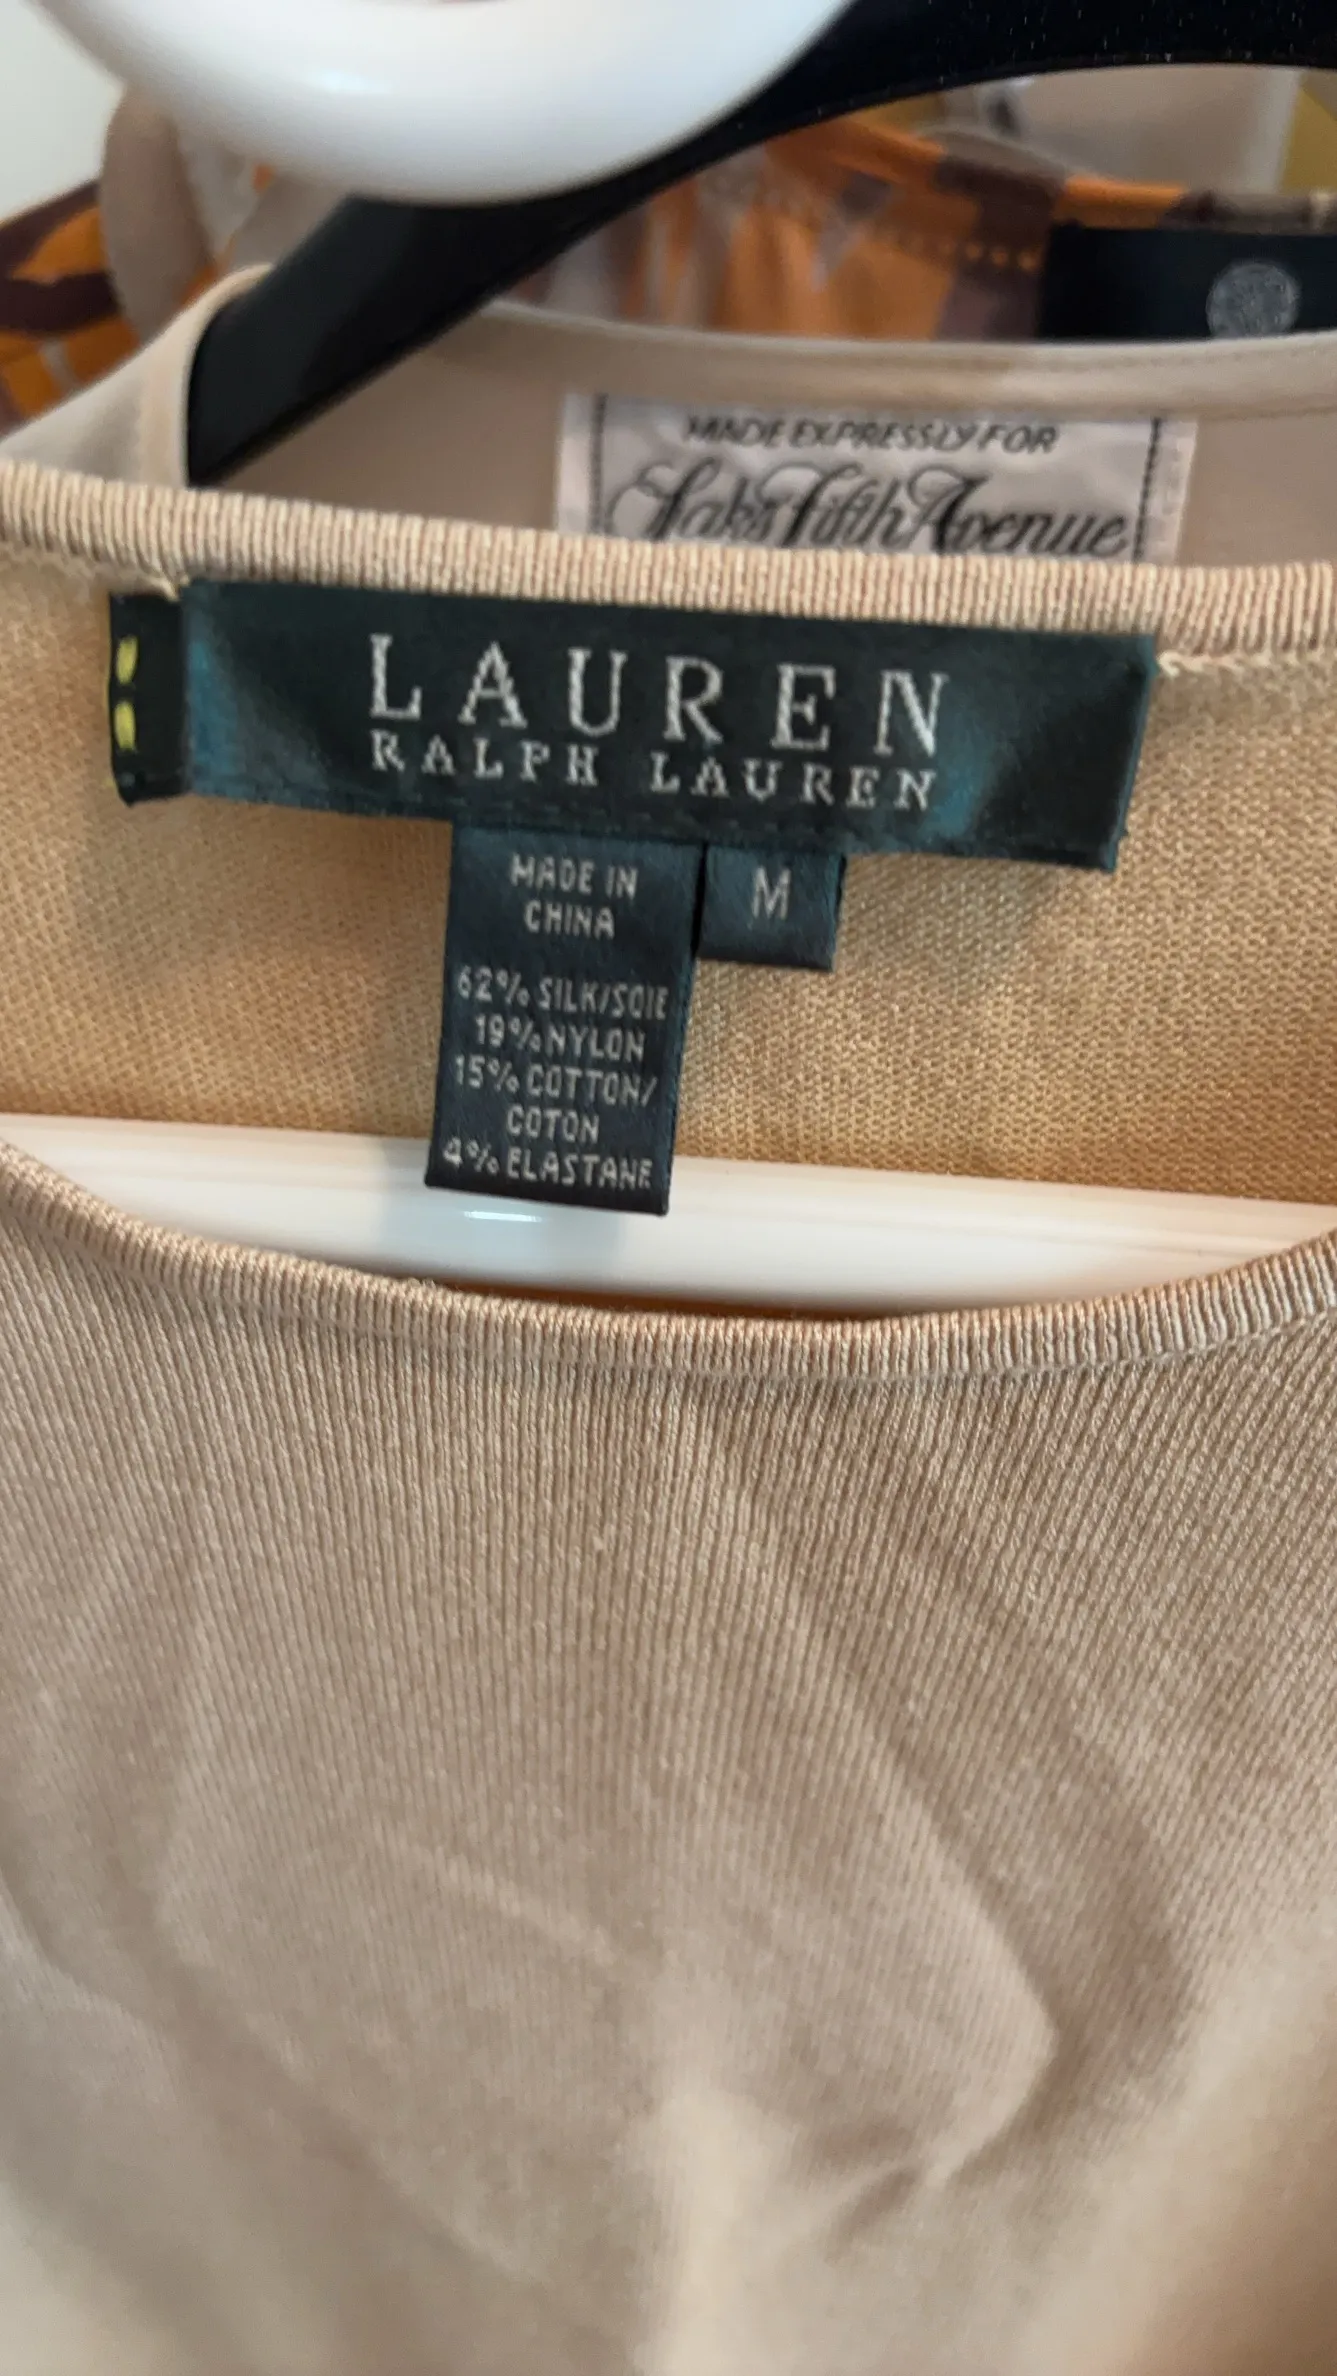 MADE EXPRESSLY FOR
Saks Fifth Avenue
LAUREN
RALPH LAUREN
MADE IN
CHINA
M
62% SILK/SOIE
19% NYLON
15% COTTON/
COTON
4% ELASTANE